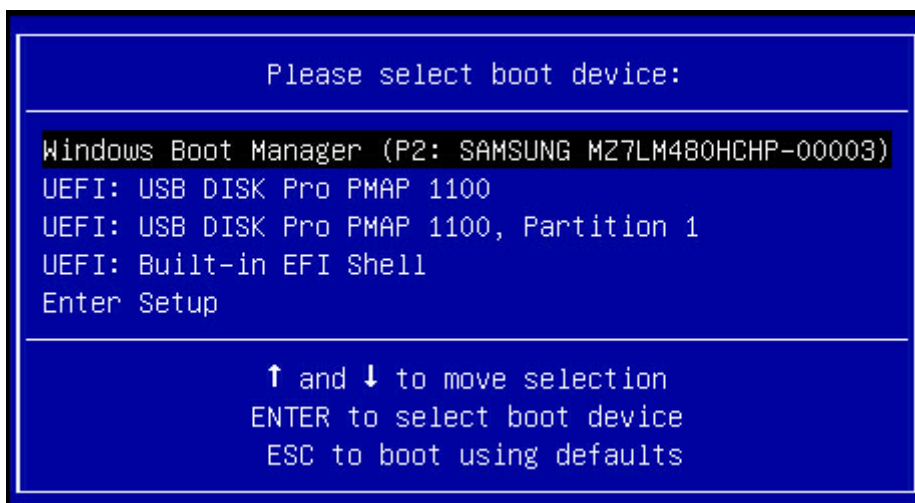 Please select boot device:
Windows Boot Manager (P2: SAMSUNG MZ7LM480HCHP-00003)
UEFI: USB DISK Pro PMAP 1100
UEFI: USB DISK Pro PMAP 1100, Partition 1
UEFI: Built-in EFI Shell
Enter Setup
↑ and ↓ to move selection
ENTER to select boot device
ESC to boot using defaults